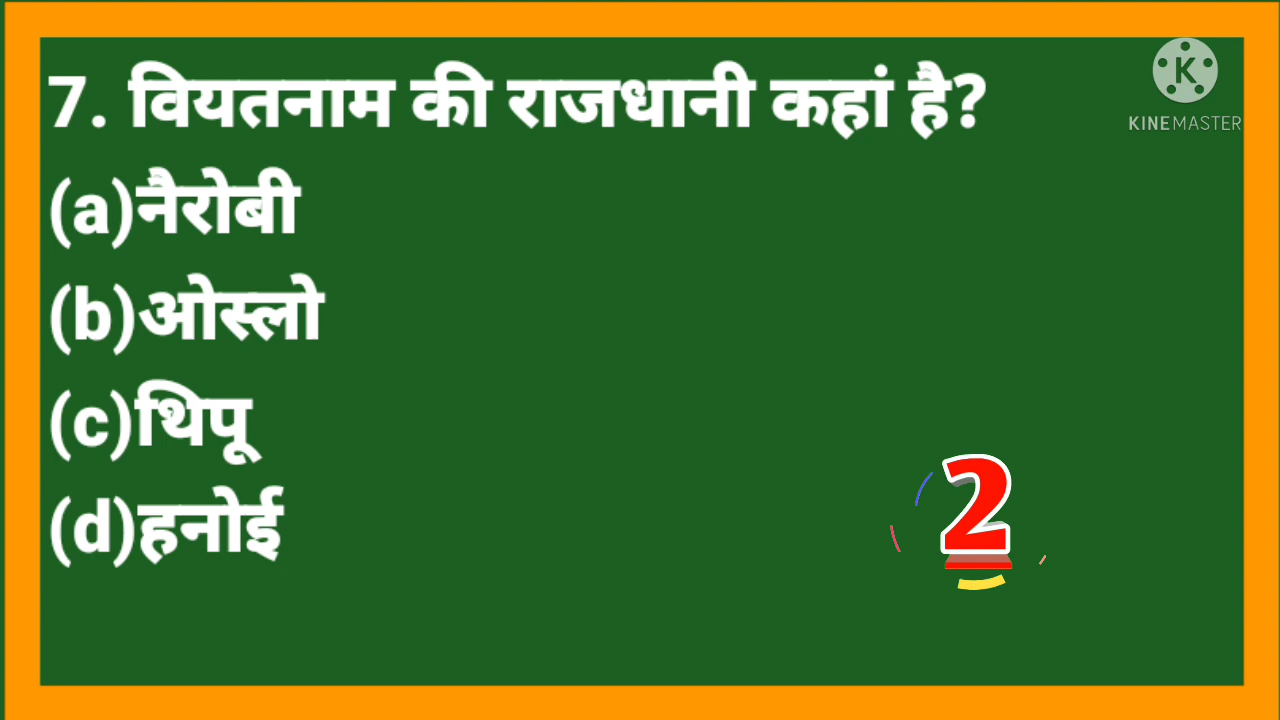 7. वियतनाम की राजधानी कहां है?
KINEMASTER
(a)नैरोबी
(b)ओस्लो
(c)थिपू
(d)हनोई
2